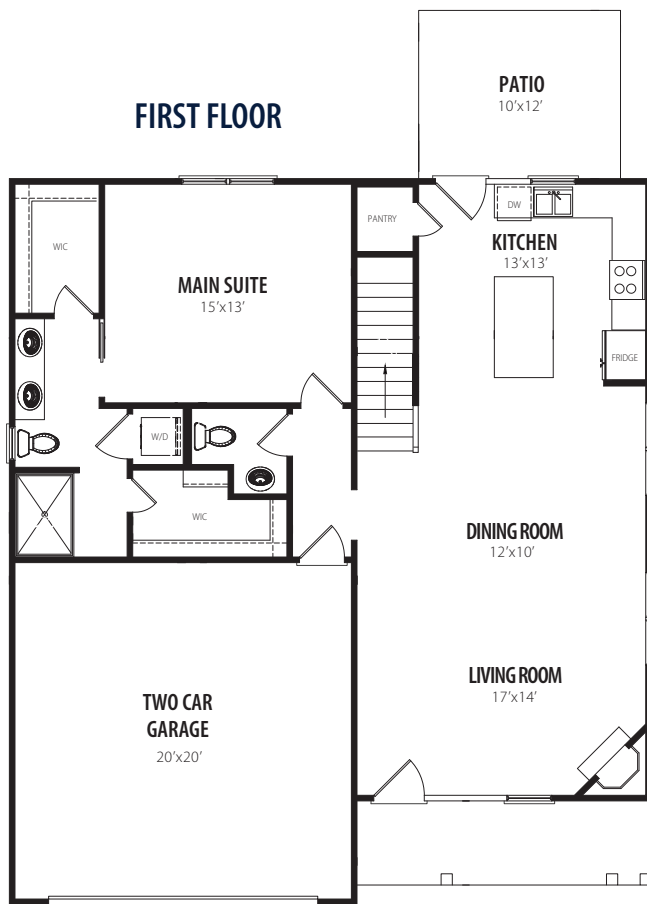 FIRST FLOOR
PATIO
10'x12'
WIC
MAIN SUITE
15'x13'
PANTRY
DW
KITCHEN
13'x13'
FRIDGE
W/D
WIC
DINING ROOM
12'x10'
LIVING ROOM
17'x14'
TWO CAR
GARAGE
20'x20'